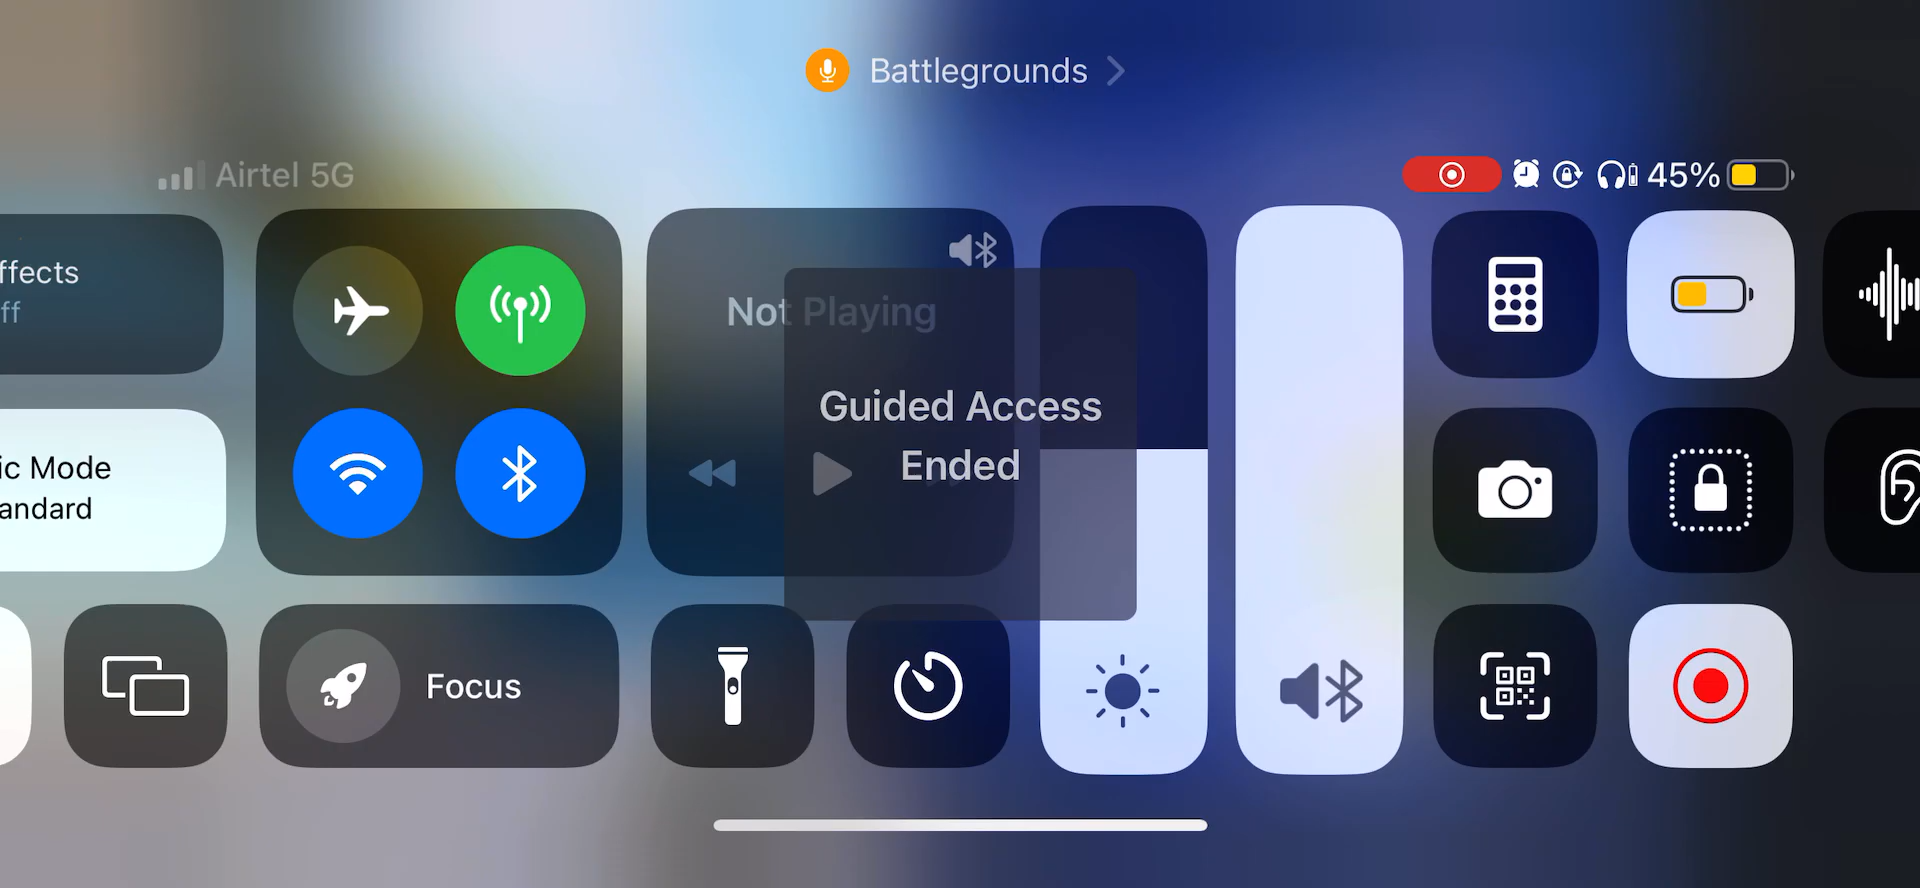 Battlegrounds
Airtel 5G
45%
ffects
ff
Not Playing
Guided Access
Ended
ic Mode
andard
Focus